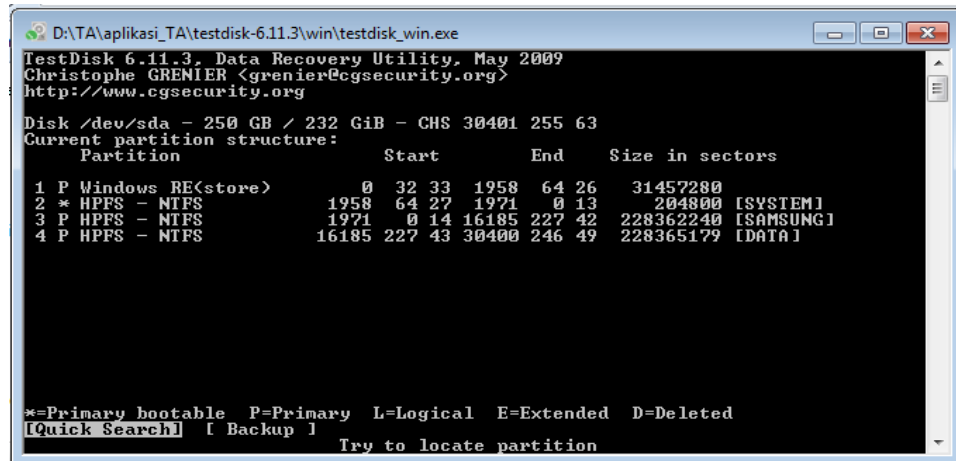 D:\TA\aplikasi_TA\testdisk-6.11.3\win\testdisk_win.exe
TestDisk 6.11.3, Data Recovery Utility, May 2009
Christophe GRENIER <grenier@cgsecurity.org>
http://www.cgsecurity.org
Disk /dev/sda - 250 GB / 232 GiB - CHS 30401 255 63
Current partition structure:
     Partition                  Start        End    Size in sectors
 1 P Windows RE(store)          0  32 33  1958  64 26   31457280
 2 * HPFS - NTFS             1958  64 27  1971   0 13     204800 [SYSTEM]
 3 P HPFS - NTFS             1971   0 14 16185 227 42  228362240 [SAMSUNG]
 4 P HPFS - NTFS            16185 227 43 30400 246 49  228365179 [DATA]
*=Primary bootable  P=Primary  L=Logical  E=Extended  D=Deleted
[Quick Search]  [ Backup ]
Try to locate partition